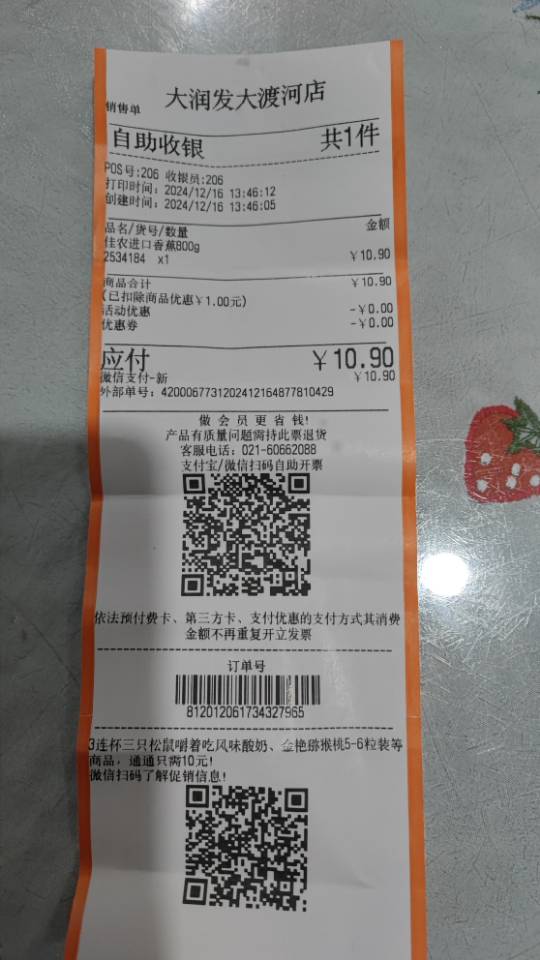 大润发大渡河店
销售单
自助收银 共1件
POS号:206 收银员:206
打印时间: 2024/12/16 13:46:12
创建时间: 2024/12/16 13:46:05
品名/货号/数量 金额
佳农进口香蕉800g
2534184 x1 ￥10.90
商品合计 ￥10.90
(已扣除商品优惠￥1.00元)
活动优惠 -￥0.00
优惠券 -￥0.00
应付 ￥10.90
微信支付-新 ￥10.90
外部单号: 4200067731202412164877810429
做会员更省钱!
产品有质量问题需持此票退货
客服电话: 021-60662088
支付宝/微信扫码自助开票
依法预付费卡、第三方卡、支付优惠的支付方式其消费
金额不再重复开立发票
订单号
812012061734327965
3连杯三只松鼠嚼着吃风味酸奶、金艳猕猴桃5-6粒装等
商品, 通通只需10元!
微信扫码了解促销信息!